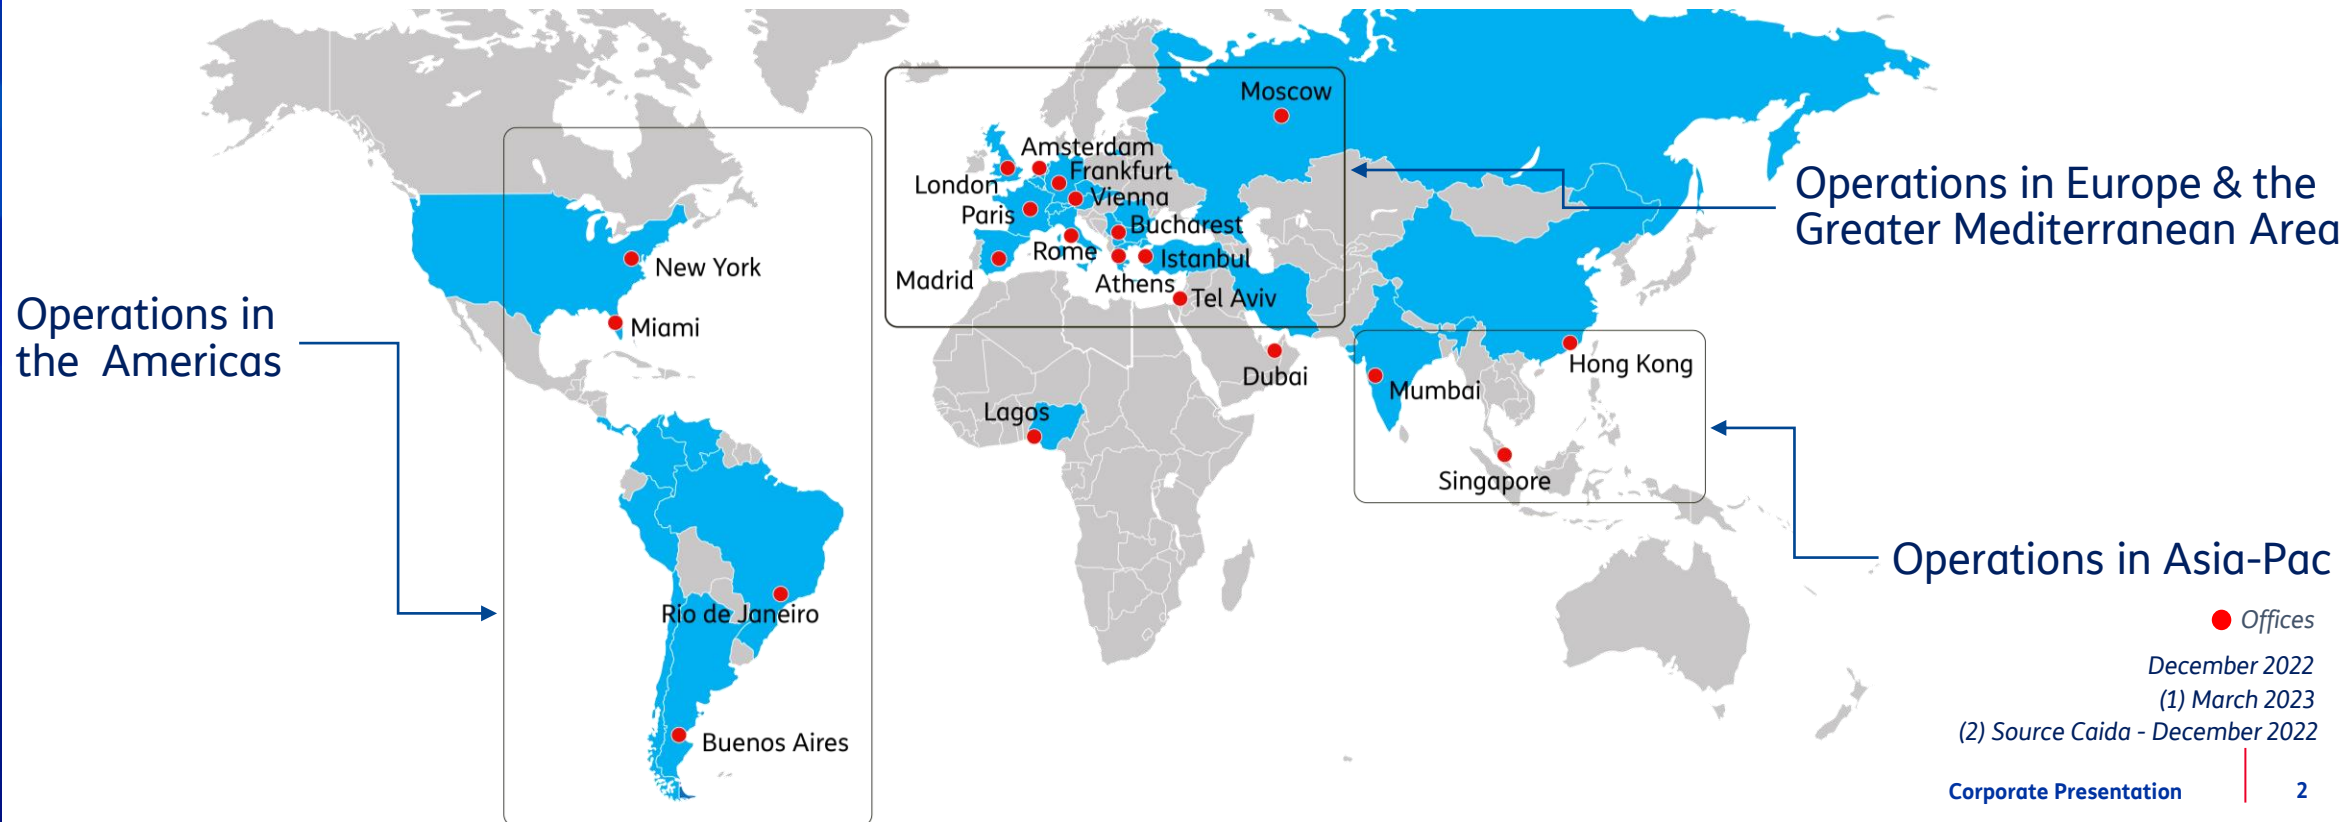 Moscow
Amsterdam
Frankfurt
London
Vienna
Paris
Bucharest
Rome
Istanbul
Madrid
Athens
Tel Aviv
Operations in Europe & the
Greater Mediterranean Area
New York
Miami
Operations in
the Americas
Dubai
Lagos
Hong Kong
Mumbai
Singapore
Operations in Asia-Pac
Rio de Janeiro
Buenos Aires
Offices
December 2022
(1) March 2023
(2) Source Caida - December 2022
Corporate Presentation 2